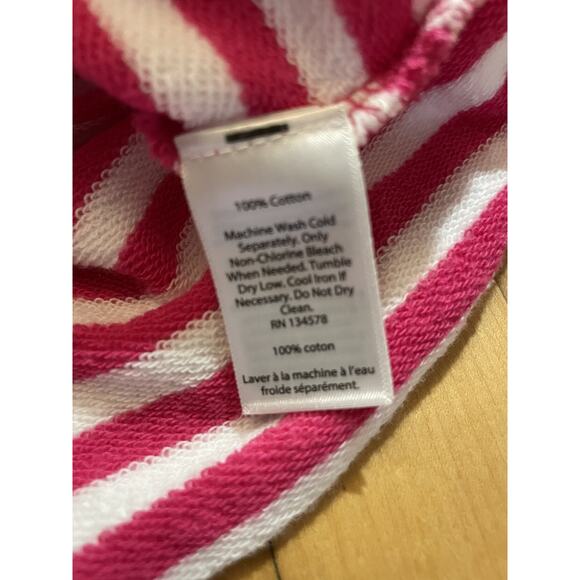 100% Cotton
Machine Wash Cold
Separately. Only
Non-Chlorine Bleach
When Needed. Tumble
Dry Low. Cool Iron If
Necessary. Do Not Dry
Clean.
RN 134578
100% coton
Laver à la machine à l'eau
froide séparément.